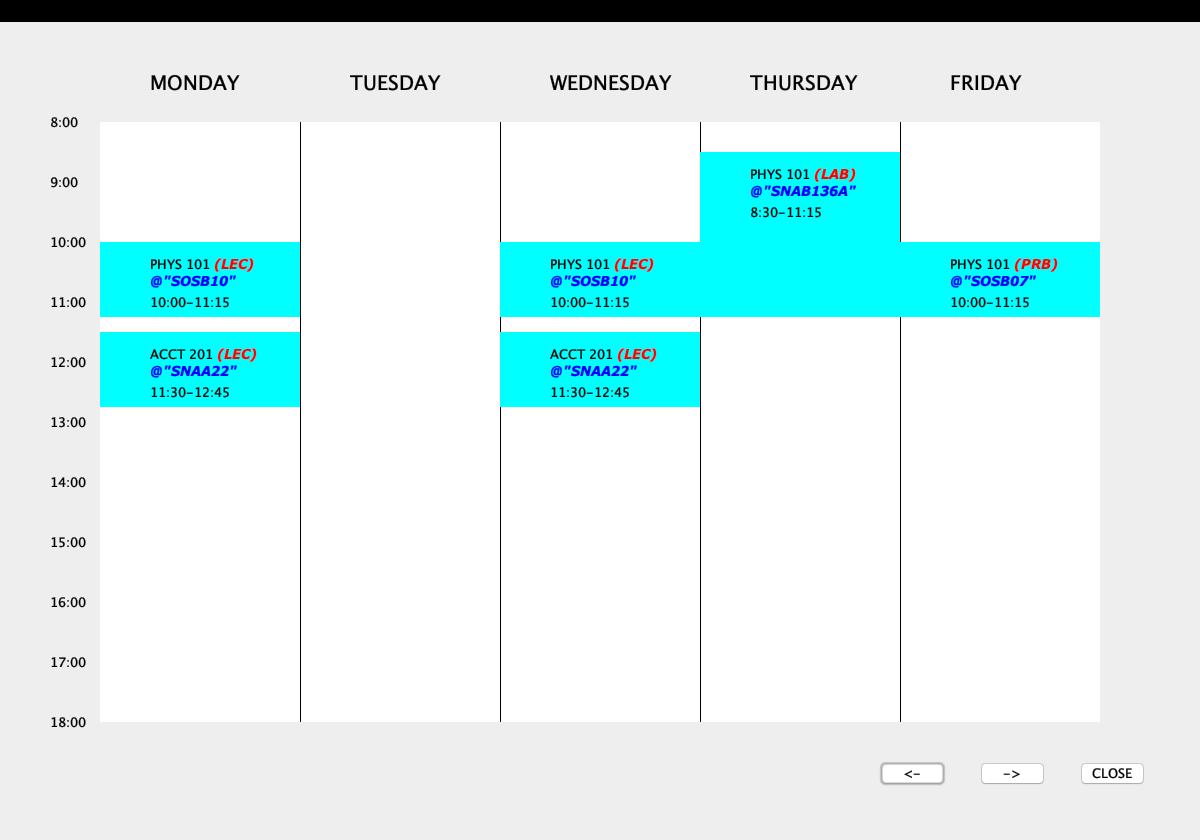 MONDAY TUESDAY WEDNESDAY THURSDAY FRIDAY
8:00
9:00
10:00
11:00
12:00
13:00
14:00
15:00
16:00
17:00
18:00
PHYS 101 (LEC)
@"SOSB10"
10:00-11:15
ACCT 201 (LEC)
@"SNAA22"
11:30-12:45
PHYS 101 (LEC)
@"SOSB10"
10:00-11:15
ACCT 201 (LEC)
@"SNAA22"
11:30-12:45
PHYS 101 (LAB)
@"SNAB136A"
8:30-11:15
PHYS 101 (PRB)
@"SOSB07"
10:00-11:15
<- -> CLOSE